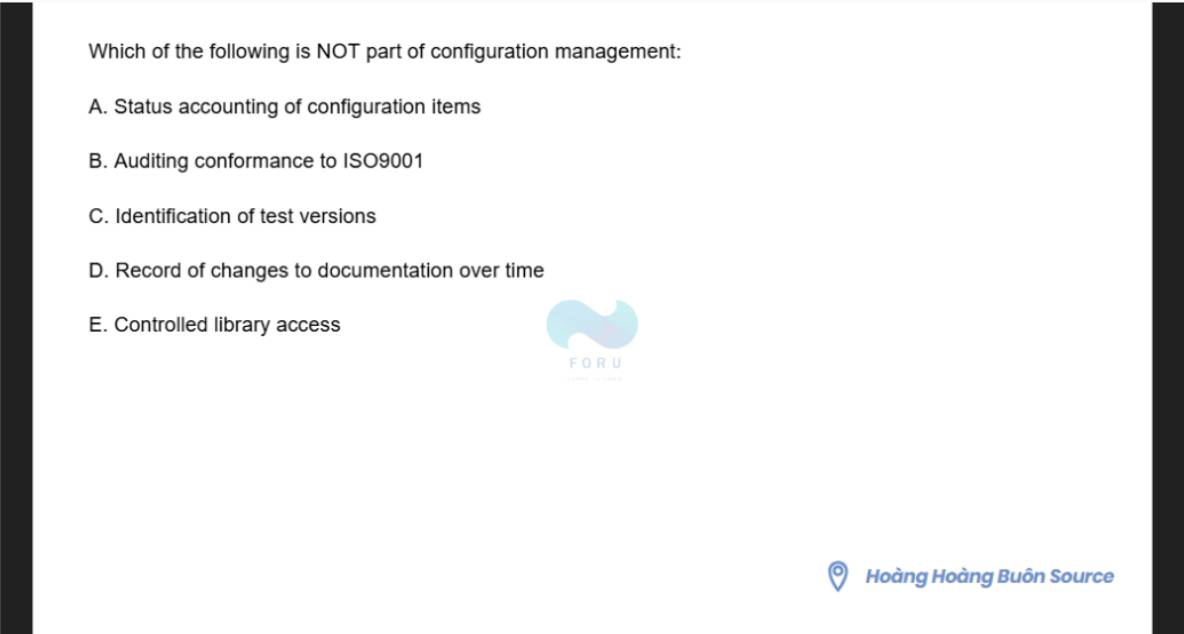 Which of the following is NOT part of configuration management:
A. Status accounting of configuration items
B. Auditing conformance to ISO9001
C. Identification of test versions
D. Record of changes to documentation over time
E. Controlled library access
FORU
Hoàng Hoàng Buôn Source